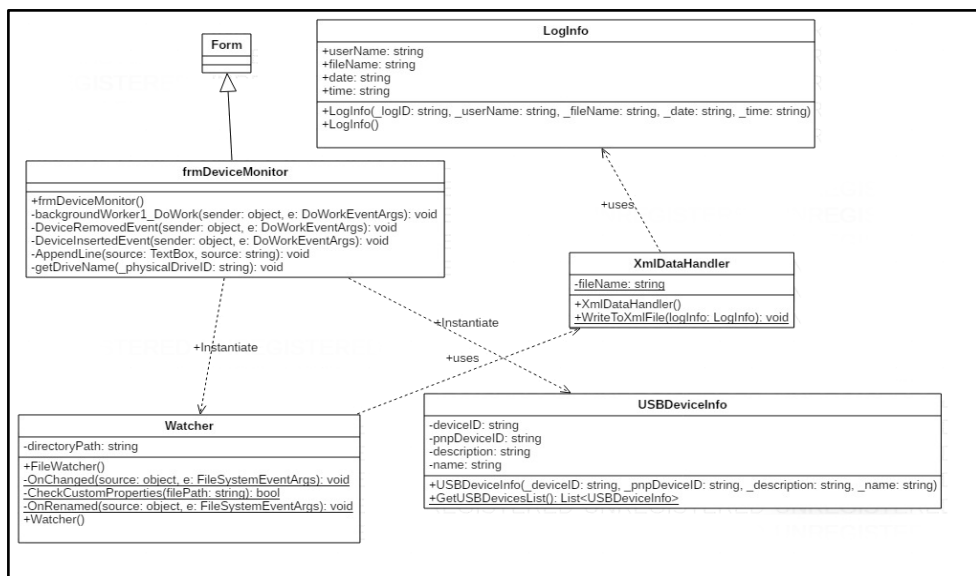 Form
LogInfo
+userName: string
+fileName: string
+date: string
+time: string
+LogInfo(_logID: string, _userName: string, _fileName: string, _date: string, _time: string)
+LogInfo()
frmDeviceMonitor
+frmDeviceMonitor()
-backgroundWorker1_DoWork(sender: object, e: DoWorkEventArgs): void
-DeviceRemovedEvent(sender: object, e: DoWorkEventArgs): void
-DeviceInsertedEvent(sender: object, e: DoWorkEventArgs): void
-AppendLine(source: TextBox, source: string): void
-getDriveName(_physicalDriveID: string): void
+uses
XmlDataHandler
-fileName: string
+XmlDataHandler()
+WriteToXmlFile(logInfo: LogInfo): void
+Instantiate
+Instantiate
+uses
Watcher
-directoryPath: string
+FileWatcher()
-OnChanged(source: object, e: FileSystemEventArgs): void
-CheckCustomProperties(filePath: string): bool
-OnRenamed(source: object, e: FileSystemEventArgs): void
+Watcher()
USBDeviceInfo
-deviceID: string
-pnpDeviceID: string
-description: string
-name: string
+USBDeviceInfo(_deviceID: string, _pnpDeviceID: string, _description: string, _name: string)
+GetUSBDevicesList(): List<USBDeviceInfo>